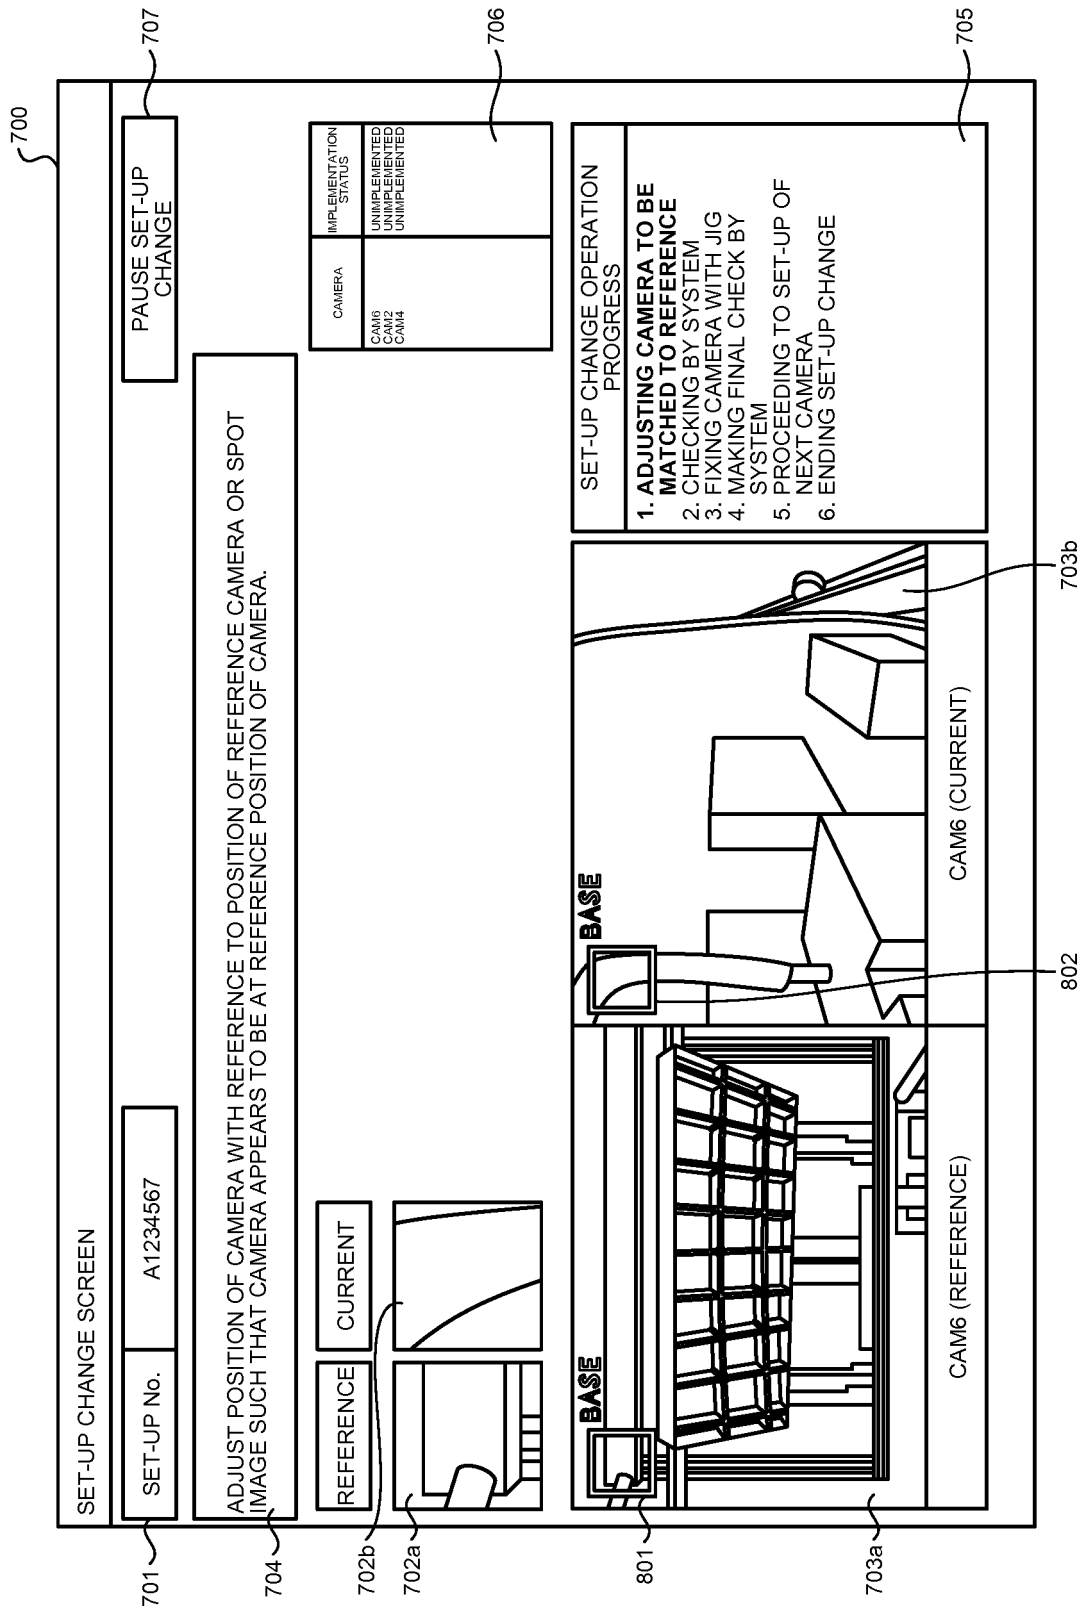 700
SET-UP CHANGE SCREEN
701
SET-UP No.
A1234567
PAUSE SET-UP
CHANGE
707
704
ADJUST POSITION OF CAMERA WITH REFERENCE TO POSITION OF REFERENCE CAMERA OR SPOT
IMAGE SUCH THAT CAMERA APPEARS TO BE AT REFERENCE POSITION OF CAMERA.
702b
702a
REFERENCE
CURRENT
CAMERA
IMPLEMENTATION
STATUS
CAM6
UNIMPLEMENTED
CAM2
UNIMPLEMENTED
CAM4
UNIMPLEMENTED
706
801
BASE
BASE
802
703a
CAM6 (REFERENCE)
CAM6 (CURRENT)
703b
SET-UP CHANGE OPERATION
PROGRESS
1. ADJUSTING CAMERA TO BE
MATCHED TO REFERENCE
2. CHECKING BY SYSTEM
3. FIXING CAMERA WITH JIG
4. MAKING FINAL CHECK BY
SYSTEM
5. PROCEEDING TO SET-UP OF
NEXT CAMERA
6. ENDING SET-UP CHANGE
705